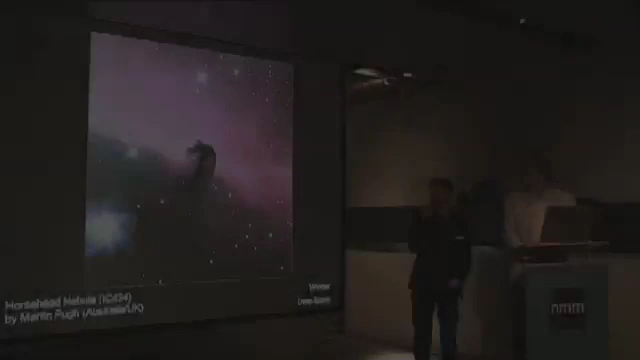 Horsehead Nebula (IC434)
by Martin Pugh (Australia/UK)
Winner
Deep Space
nmm